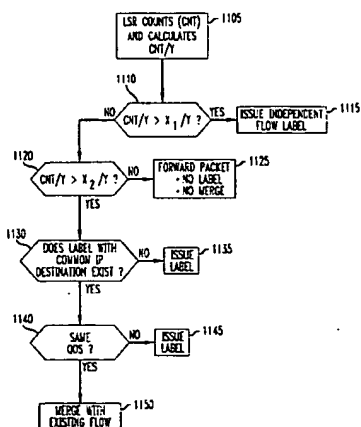 LSR COUNTS (CNT)
AND CALCULATES
CNT/Y
1105
1110
CNT/Y > X1/Y ?
NO
YES
ISSUE INDEPENDENT
FLOW LABEL
1115
1120
CNT/Y > X2/Y ?
NO
YES
FORWARD PACKET
· NO LABEL
· NO MERGE
1125
1130
DOES LABEL WITH
COMMON IP
DESTINATION EXIST ?
NO
YES
ISSUE
LABEL
1135
1140
SAME
QOS ?
NO
YES
ISSUE
LABEL
1145
MERGE WITH
EXISTING FLOW
1150